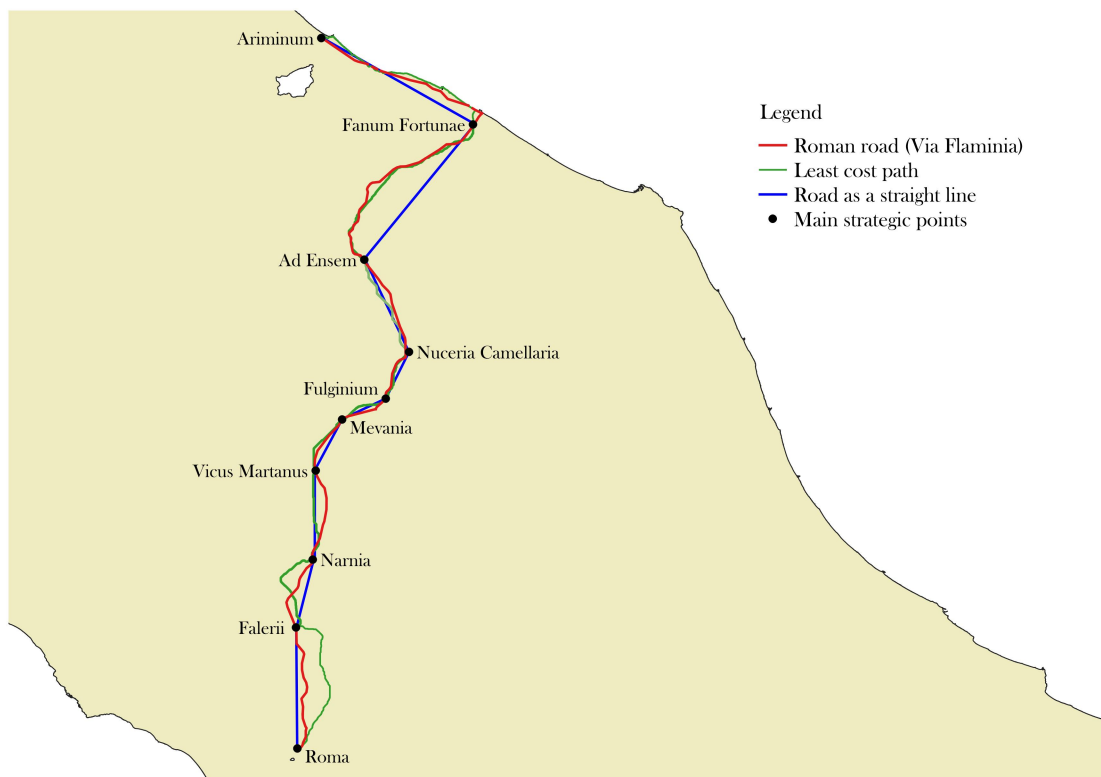 Ariminum
Legend
Fanum Fortunae
Roman road (Via Flaminia)
Least cost path
Road as a straight line
Main strategic points
Ad Ensem
Nuceria Camellaria
Fulginium
Mevania
Vicus Martanus
Narnia
Falerii
Roma